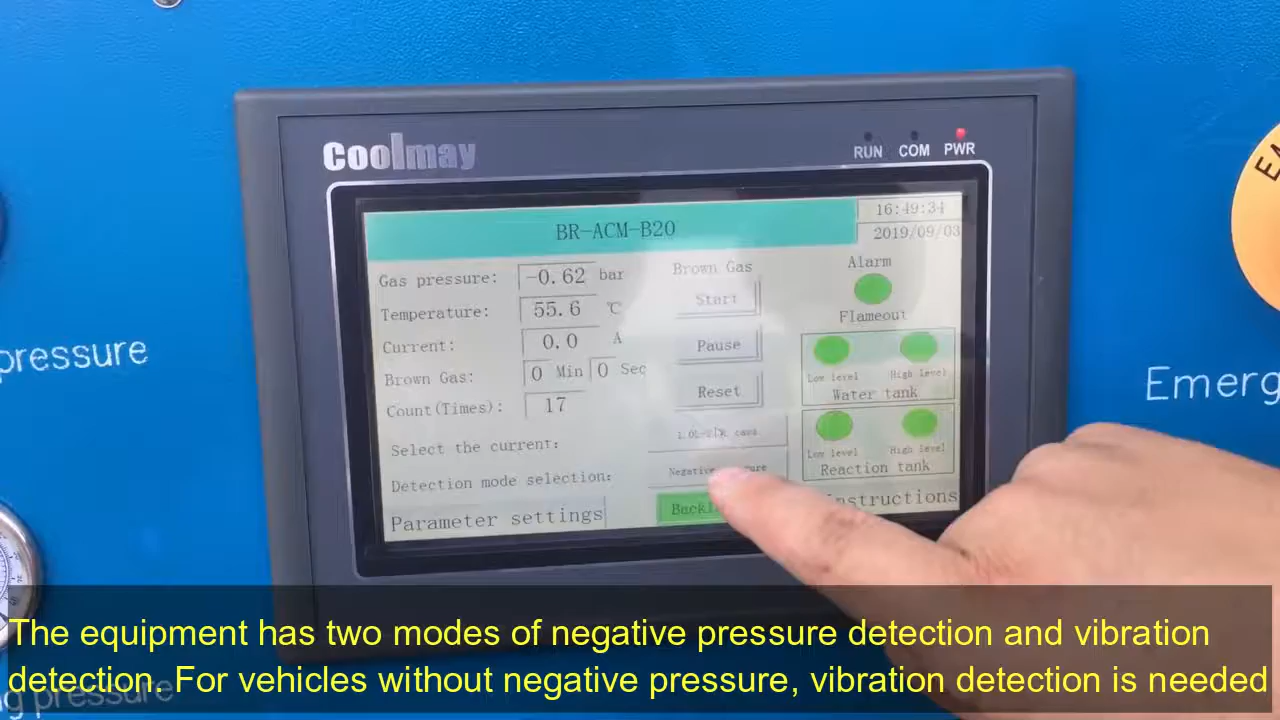 Coolmay
RUN COM PWR
BR-ACM-B20
16:49:34
2019/09/03
Gas pressure: -0.62 bar
Temperature: 55.6 ℃
Current: 0.0 A
Brown Gas: 0 Min 0 Sec
Count(Times): 17
Select the current:
Detection mode selection:
Parameter settings
Brown Gas
Start
Pause
Reset
cars
Negative
Alarm
Flameout
Low level High level
Water tank
Low level High level
Reaction tank
instructions
pressure
Emerg
g pressure
The equipment has two modes of negative pressure detection and vibration
detection. For vehicles without negative pressure, vibration detection is needed